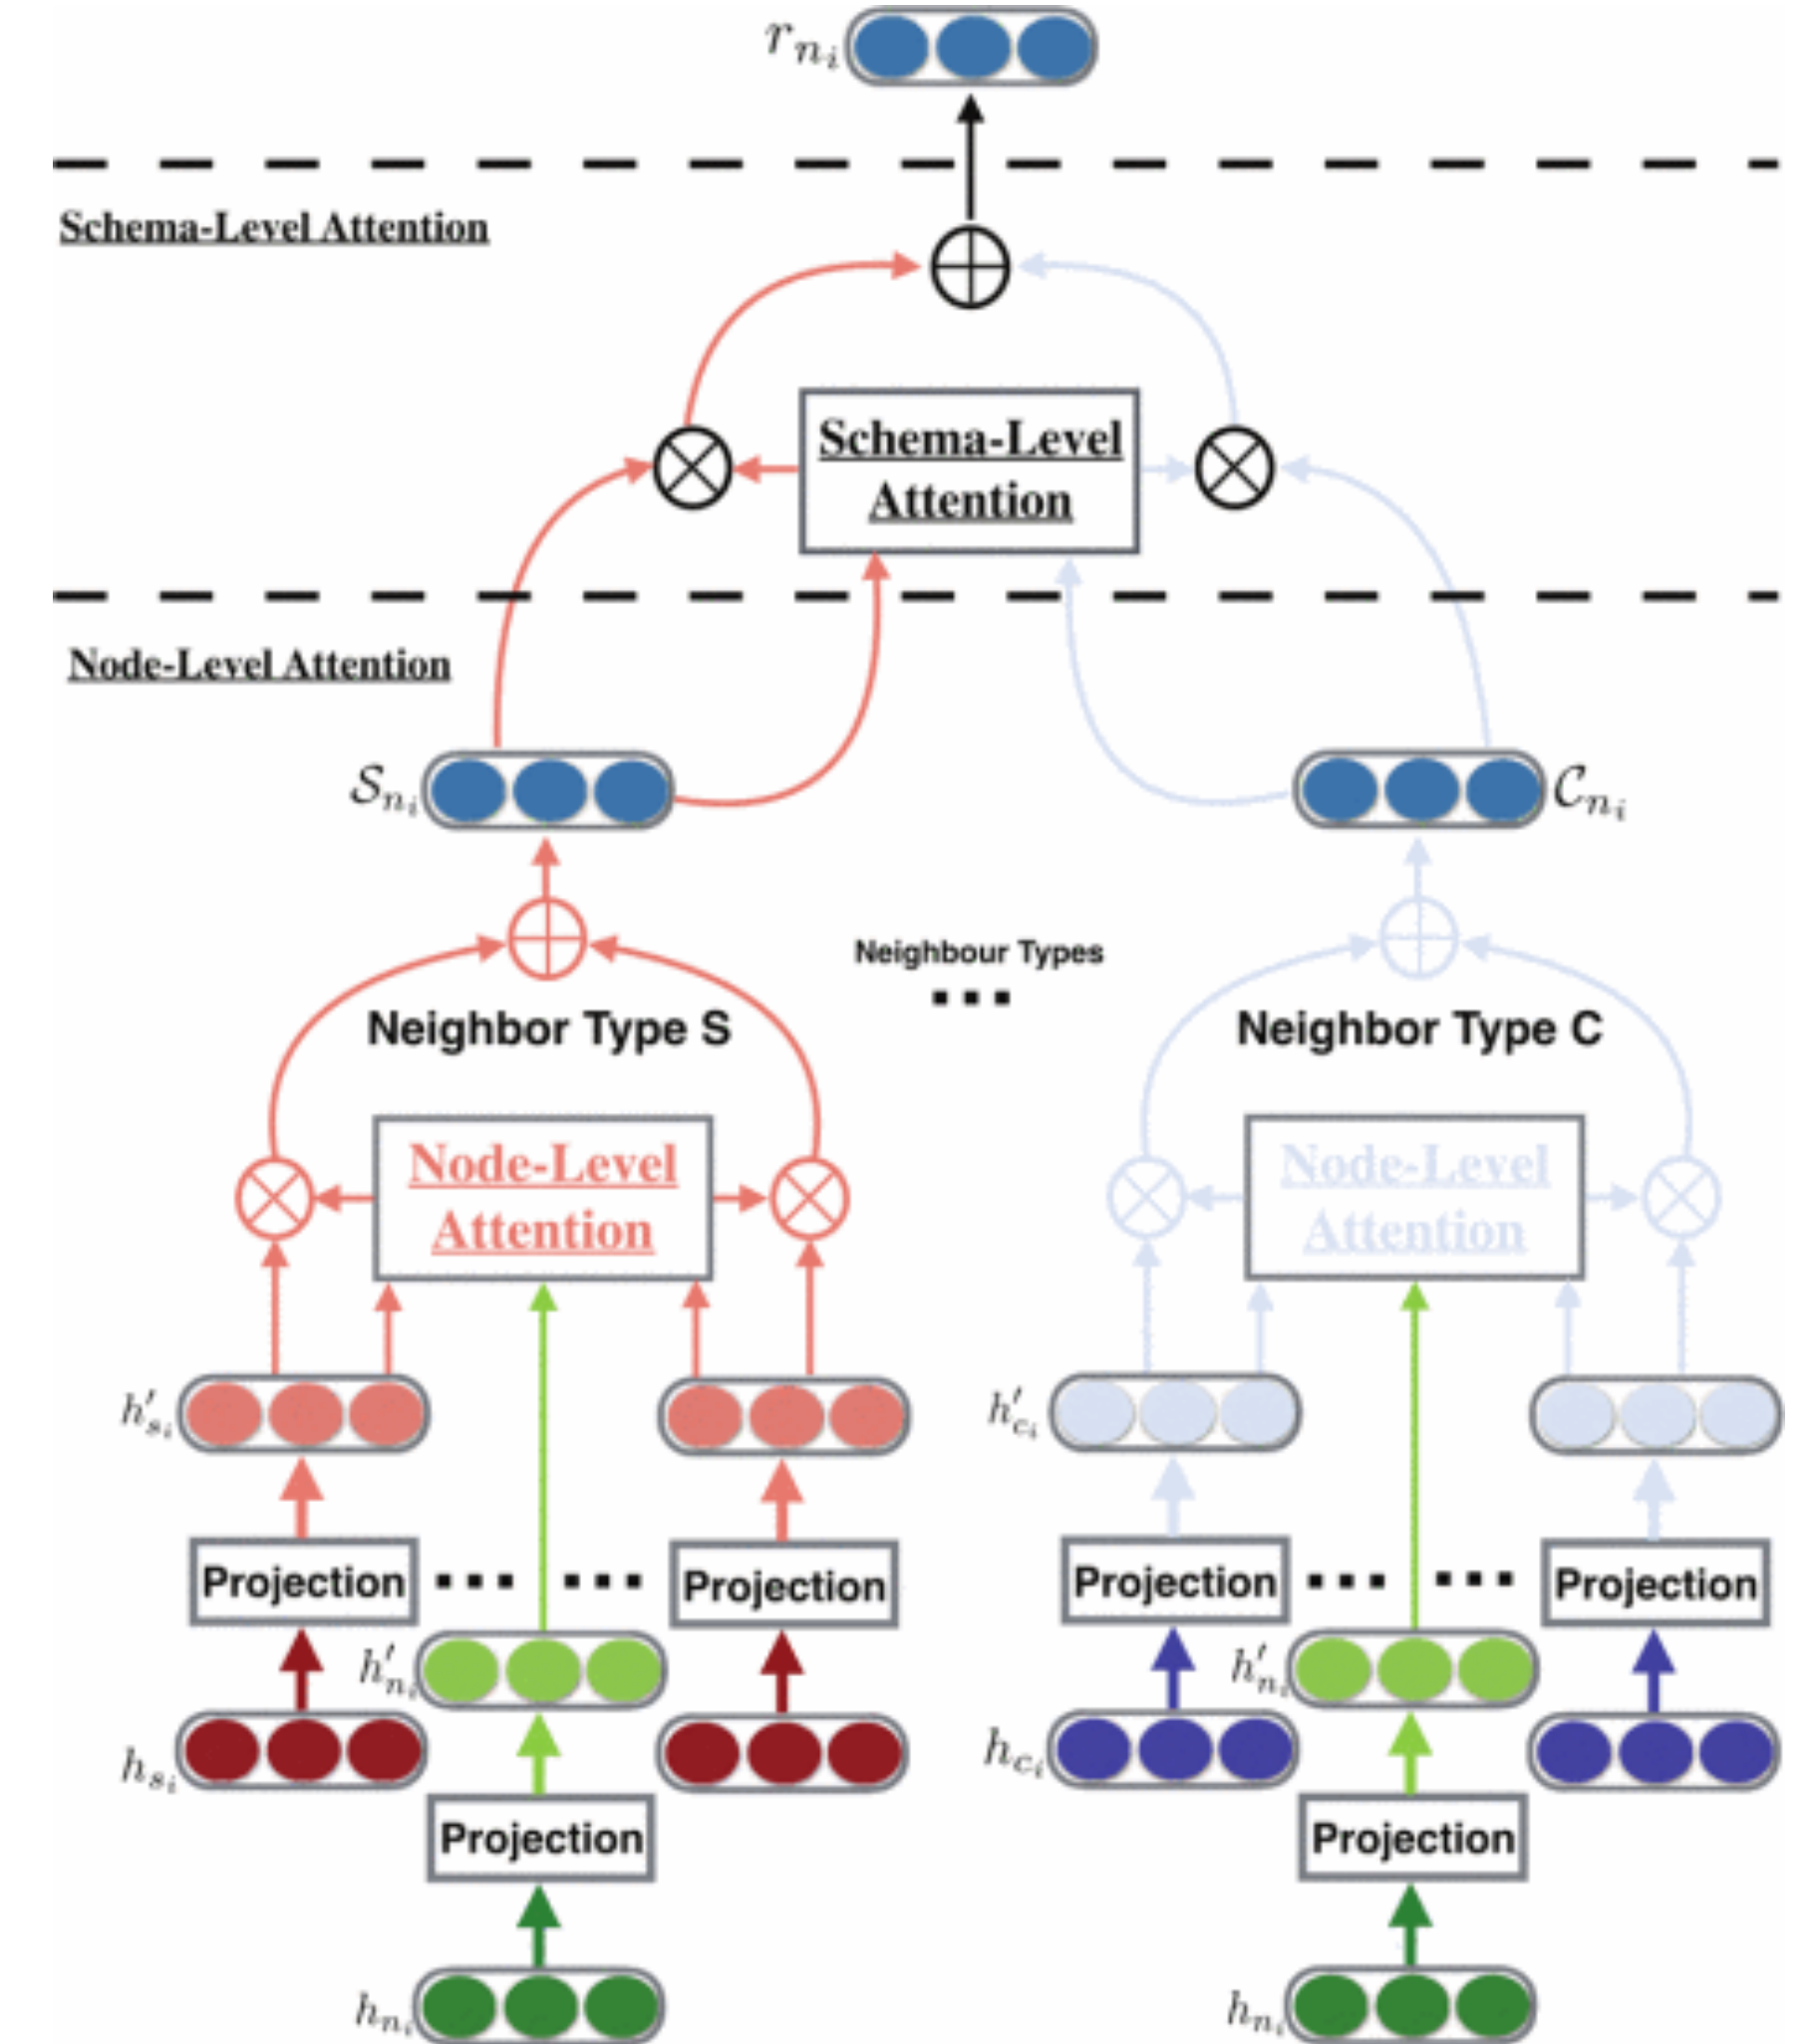 r_{n_i}
Schema-Level Attention
Schema-Level
Attention
Node-Level Attention
\mathcal{S}_{n_i}
\mathcal{C}_{n_i}
Neighbour Types
...
Neighbor Type S
Neighbor Type C
Node-Level
Attention
Node-Level
Attention
h'_{s_i}
h'_{c_i}
Projection ... ... Projection
Projection ... ... Projection
h'_{n_i}
h'_{n_i}
h_{s_i}
h_{c_i}
Projection
Projection
h_{n_i}
h_{n_i}